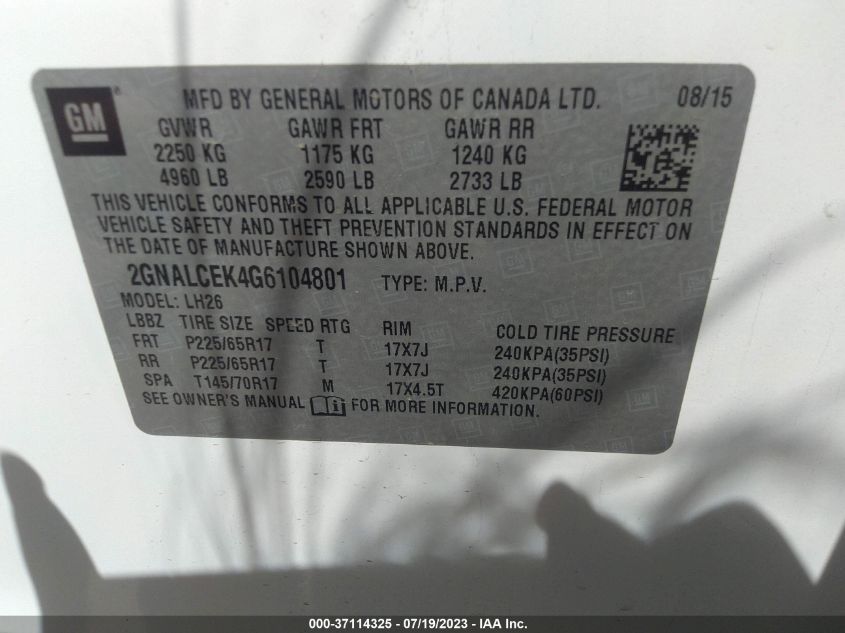 GM
MFD BY GENERAL MOTORS OF CANADA LTD. 08/15
GVWR GAWR FRT GAWR RR
2250 KG 1175 KG 1240 KG
4960 LB 2590 LB 2733 LB
THIS VEHICLE CONFORMS TO ALL APPLICABLE U.S. FEDERAL MOTOR
VEHICLE SAFETY AND THEFT PREVENTION STANDARDS IN EFFECT ON
THE DATE OF MANUFACTURE SHOWN ABOVE.
2GNALCEK4G6104801 TYPE: M.P.V.
MODEL: LH26
LBBZ TIRE SIZE SPEED RTG RIM COLD TIRE PRESSURE
FRT P225/65R17 T 17X7J 240KPA(35PSI)
RR P225/65R17 T 17X7J 240KPA(35PSI)
SPA T145/70R17 M 17X4.5T 420KPA(60PSI)
SEE OWNER'S MANUAL FOR MORE INFORMATION.
000-37114325 - 07/19/2023 - © IAA Inc.